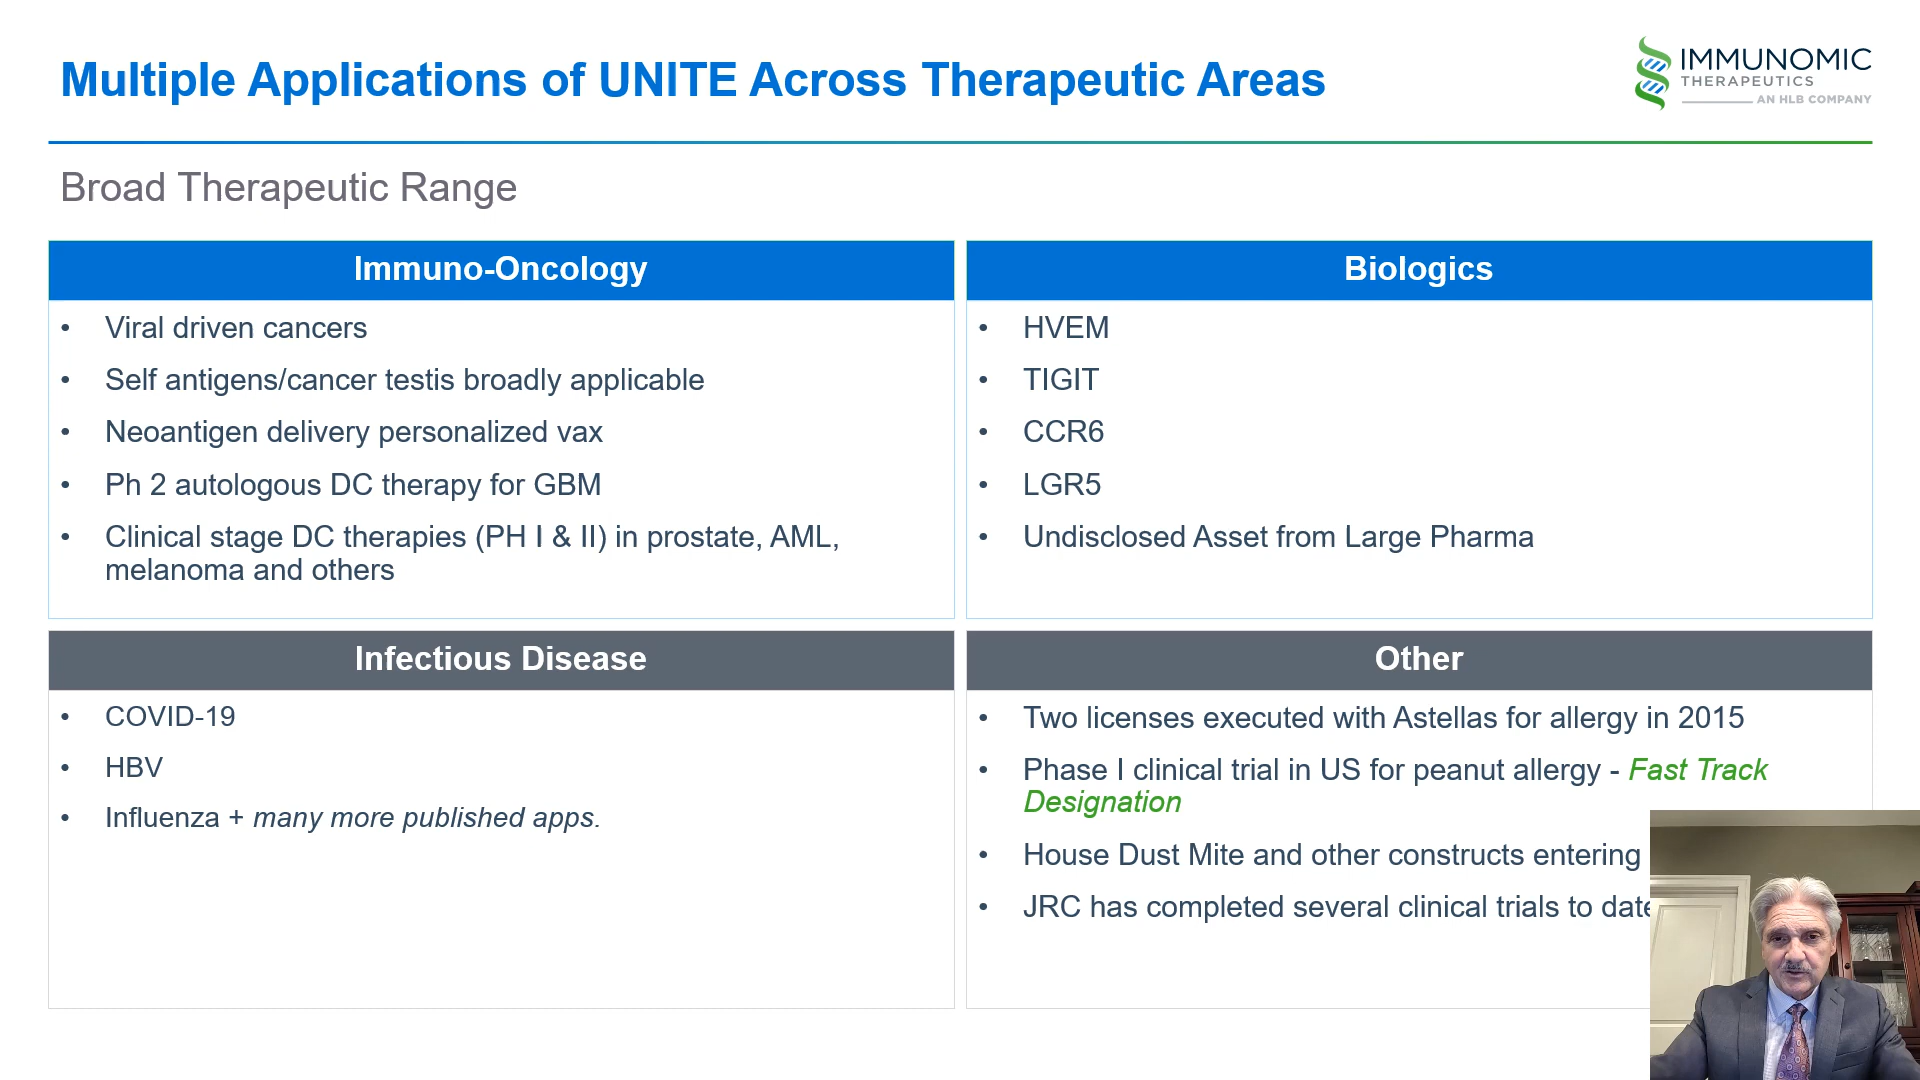 Multiple Applications of UNITE Across Therapeutic Areas
IMMUNOMIC
THERAPEUTICS
AN HLB COMPANY
Broad Therapeutic Range
Immuno-Oncology
• Viral driven cancers
• Self antigens/cancer testis broadly applicable
• Neoantigen delivery personalized vax
• Ph 2 autologous DC therapy for GBM
• Clinical stage DC therapies (PH I & II) in prostate, AML,
melanoma and others
Biologics
• HVEM
• TIGIT
• CCR6
• LGR5
• Undisclosed Asset from Large Pharma
Infectious Disease
• COVID-19
• HBV
• Influenza + many more published apps.
Other
• Two licenses executed with Astellas for allergy in 2015
• Phase I clinical trial in US for peanut allergy - Fast Track
Designation
• House Dust Mite and other constructs entering
• JRC has completed several clinical trials to date